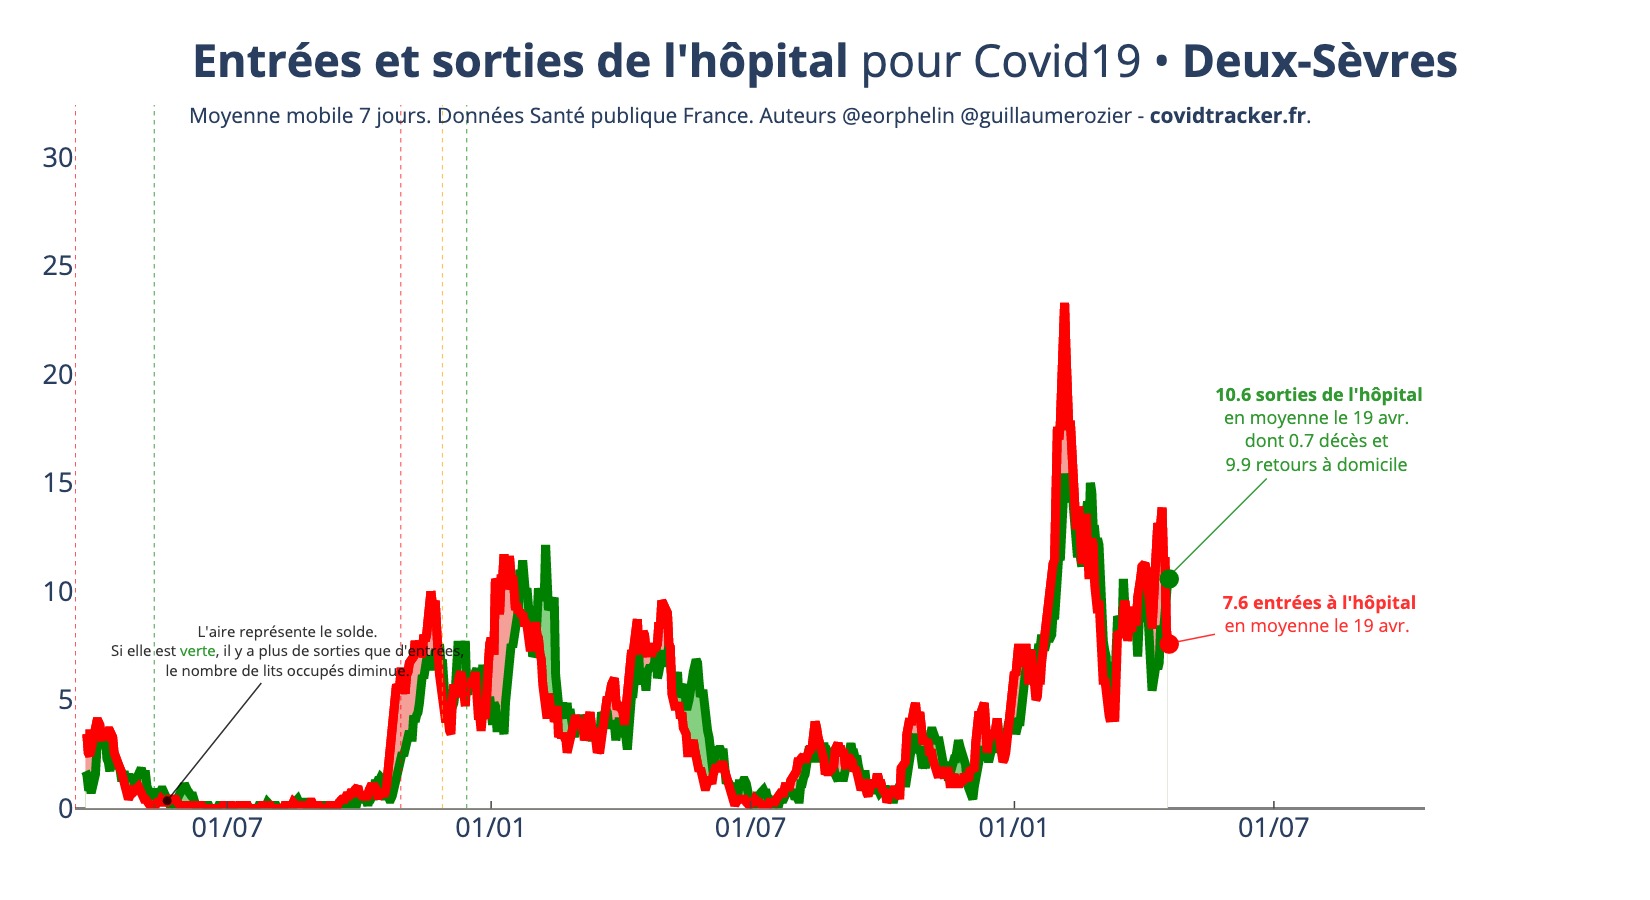 Entrées et sorties de l'hôpital pour Covid19 • Deux-Sèvres
Moyenne mobile 7 jours. Données Santé publique France. Auteurs @eorphelin @guillaumerozier - covidtracker.fr.
30
25
20
15
10
5
0
10.6 sorties de l'hôpital
en moyenne le 19 avr.
dont 0.7 décès et
9.9 retours à domicile
7.6 entrées à l'hôpital
en moyenne le 19 avr.
L'aire représente le solde.
Si elle est verte, il y a plus de sorties que d'entrées,
le nombre de lits occupés diminue.
01/07
01/01
01/07
01/01
01/07